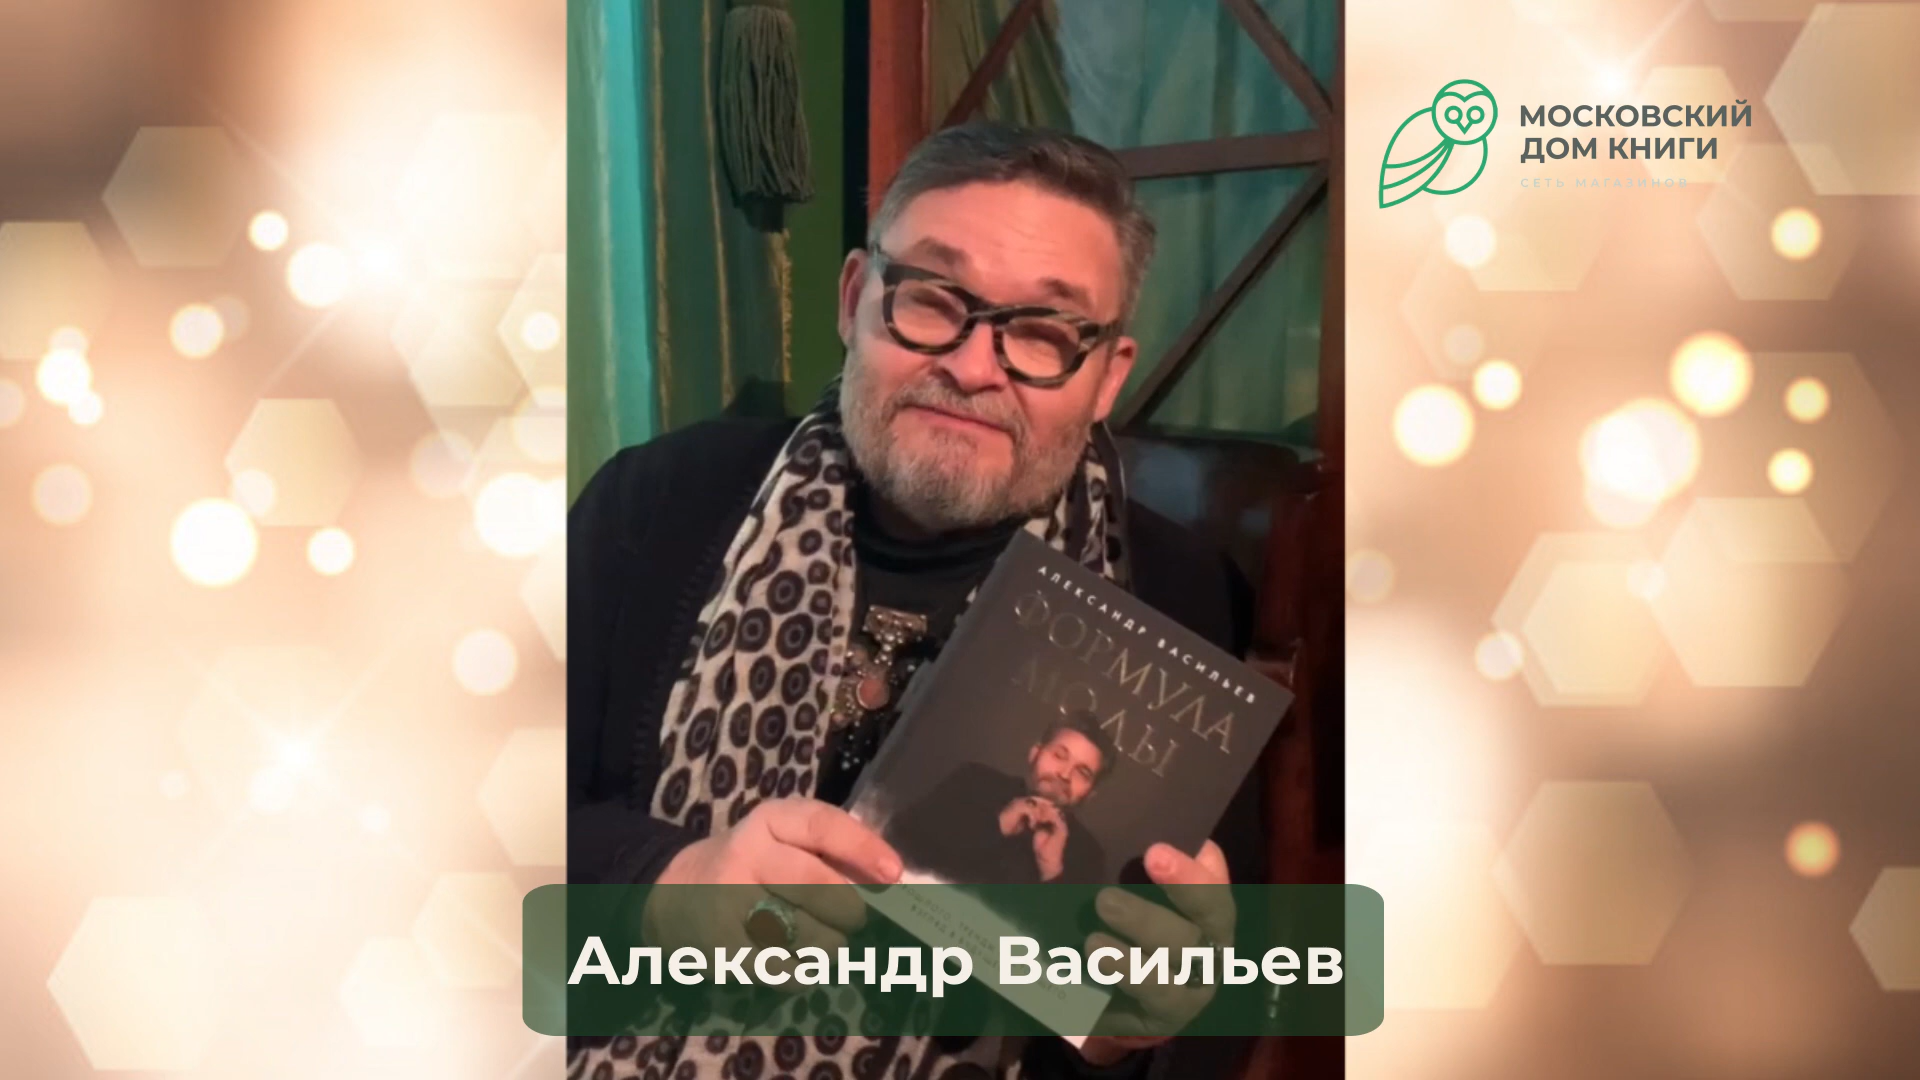 МОСКОВСКИЙ
ДОМ КНИГИ
СЕТЬ МАГАЗИНОВ
АЛЕКСАНДР ВАСИЛЬЕВ
ФОРМУЛА
МОДЫ
Александр Васильев